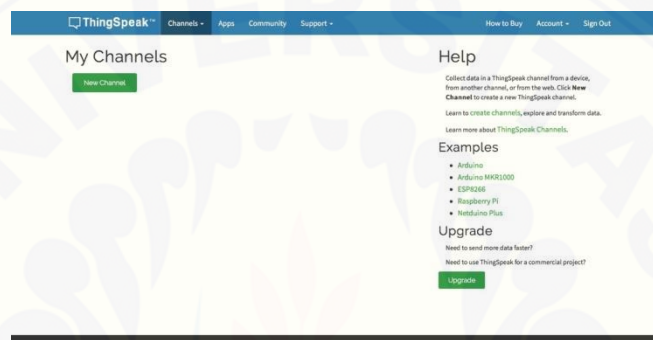 ThingSpeak™ Channels Apps Community Support How to Buy Account Sign Out
My Channels
New Channel
Help
Collect data in a ThingSpeak channel from a device,
from another channel, or from the web. Click New
Channel to create a new ThingSpeak channel.
Learn to create channels, explore and transform data.
Learn more about ThingSpeak Channels.
Examples
Arduino
Arduino MKR1000
ESP8266
Raspberry Pi
Netduino Plus
Upgrade
Need to send more data faster?
Need to use ThingSpeak for a commercial project?
Upgrade